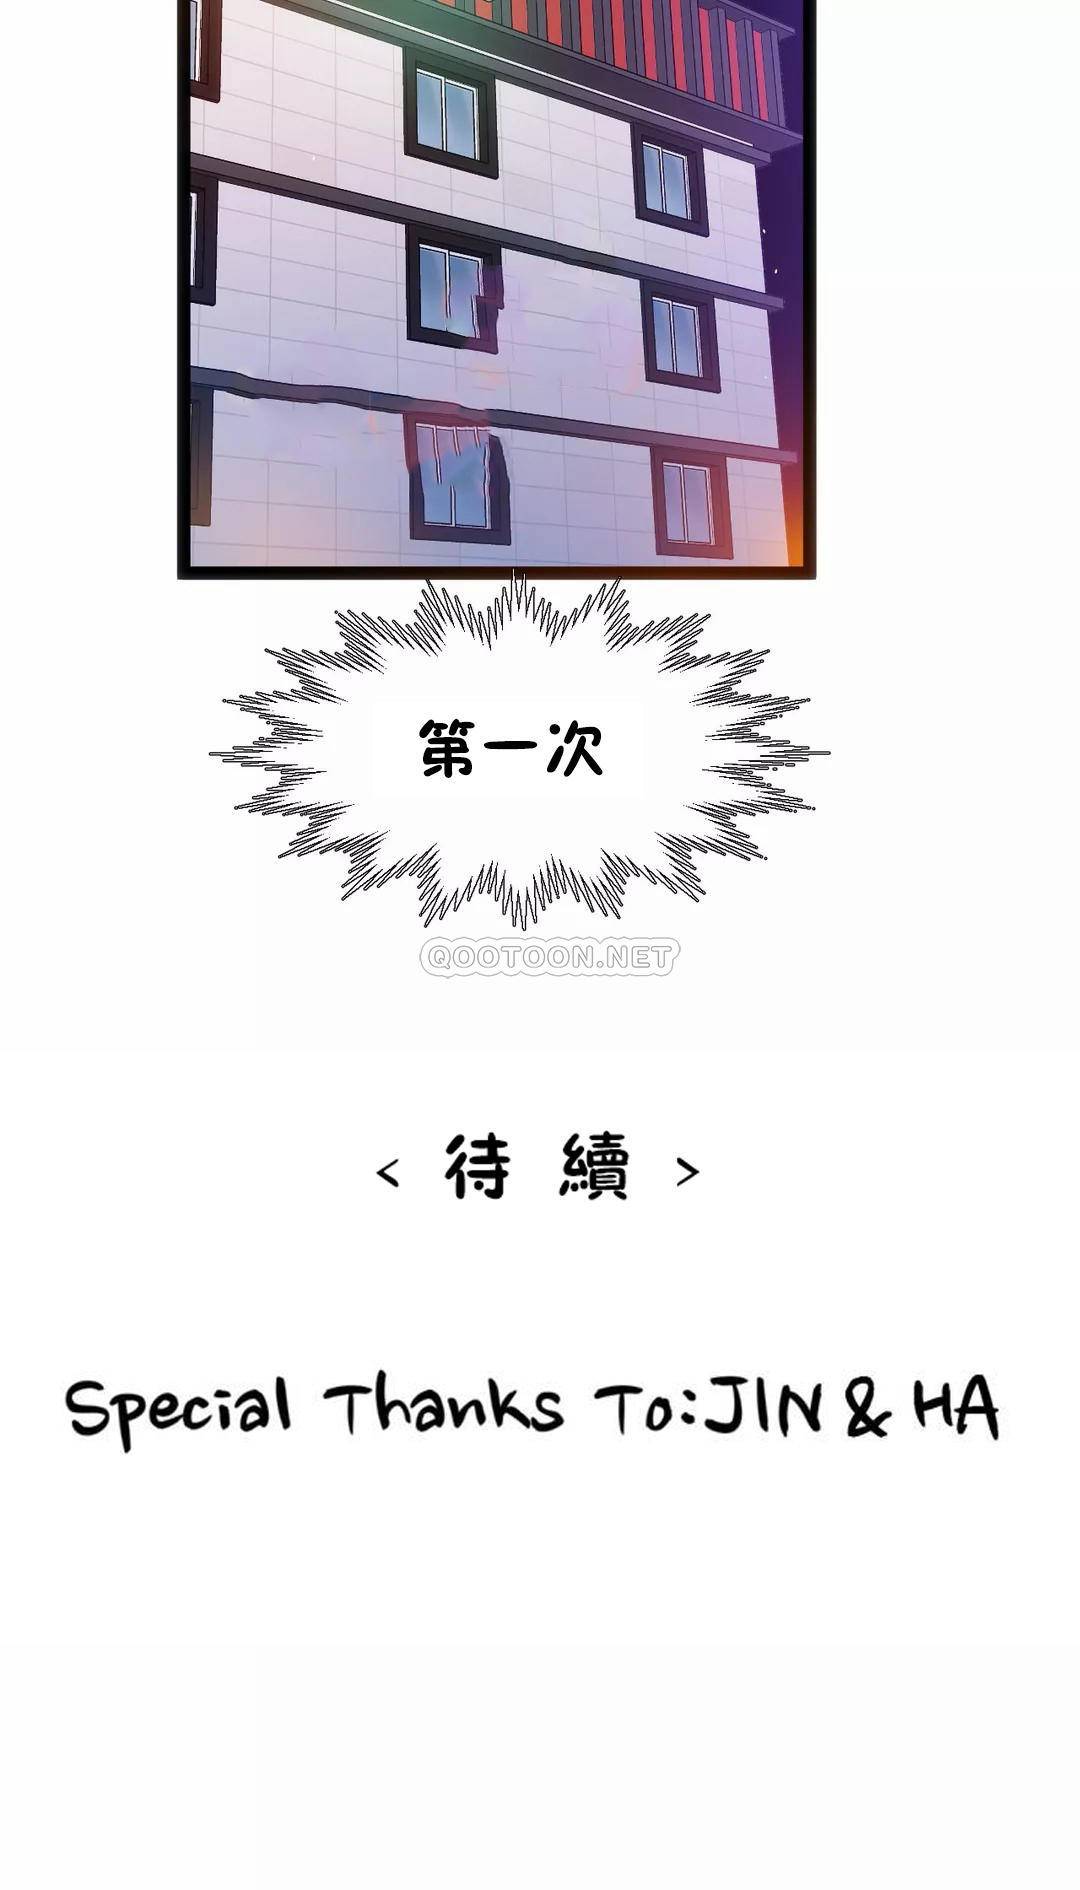 第一次
QOOTOON.NET
< 待 續 >
Special Thanks To:JIN & HA